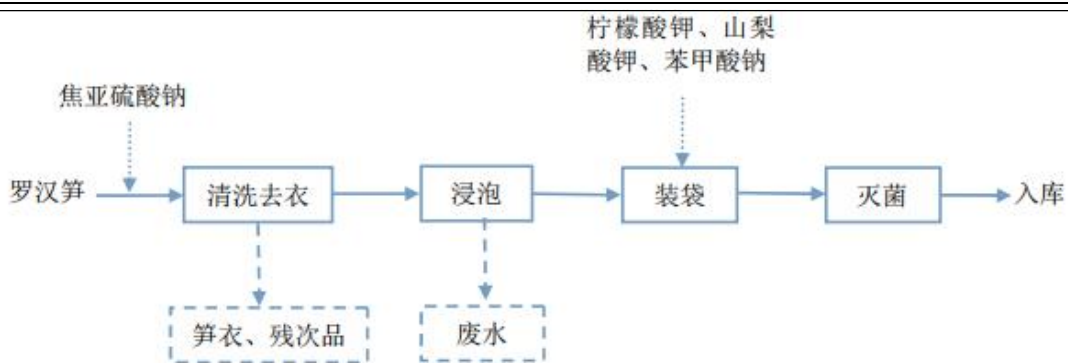 柠檬酸钾、山梨
酸钾、苯甲酸钠
焦亚硫酸钠
罗汉笋
清洗去衣
浸泡
装袋
灭菌
入库
笋衣、残次品
废水